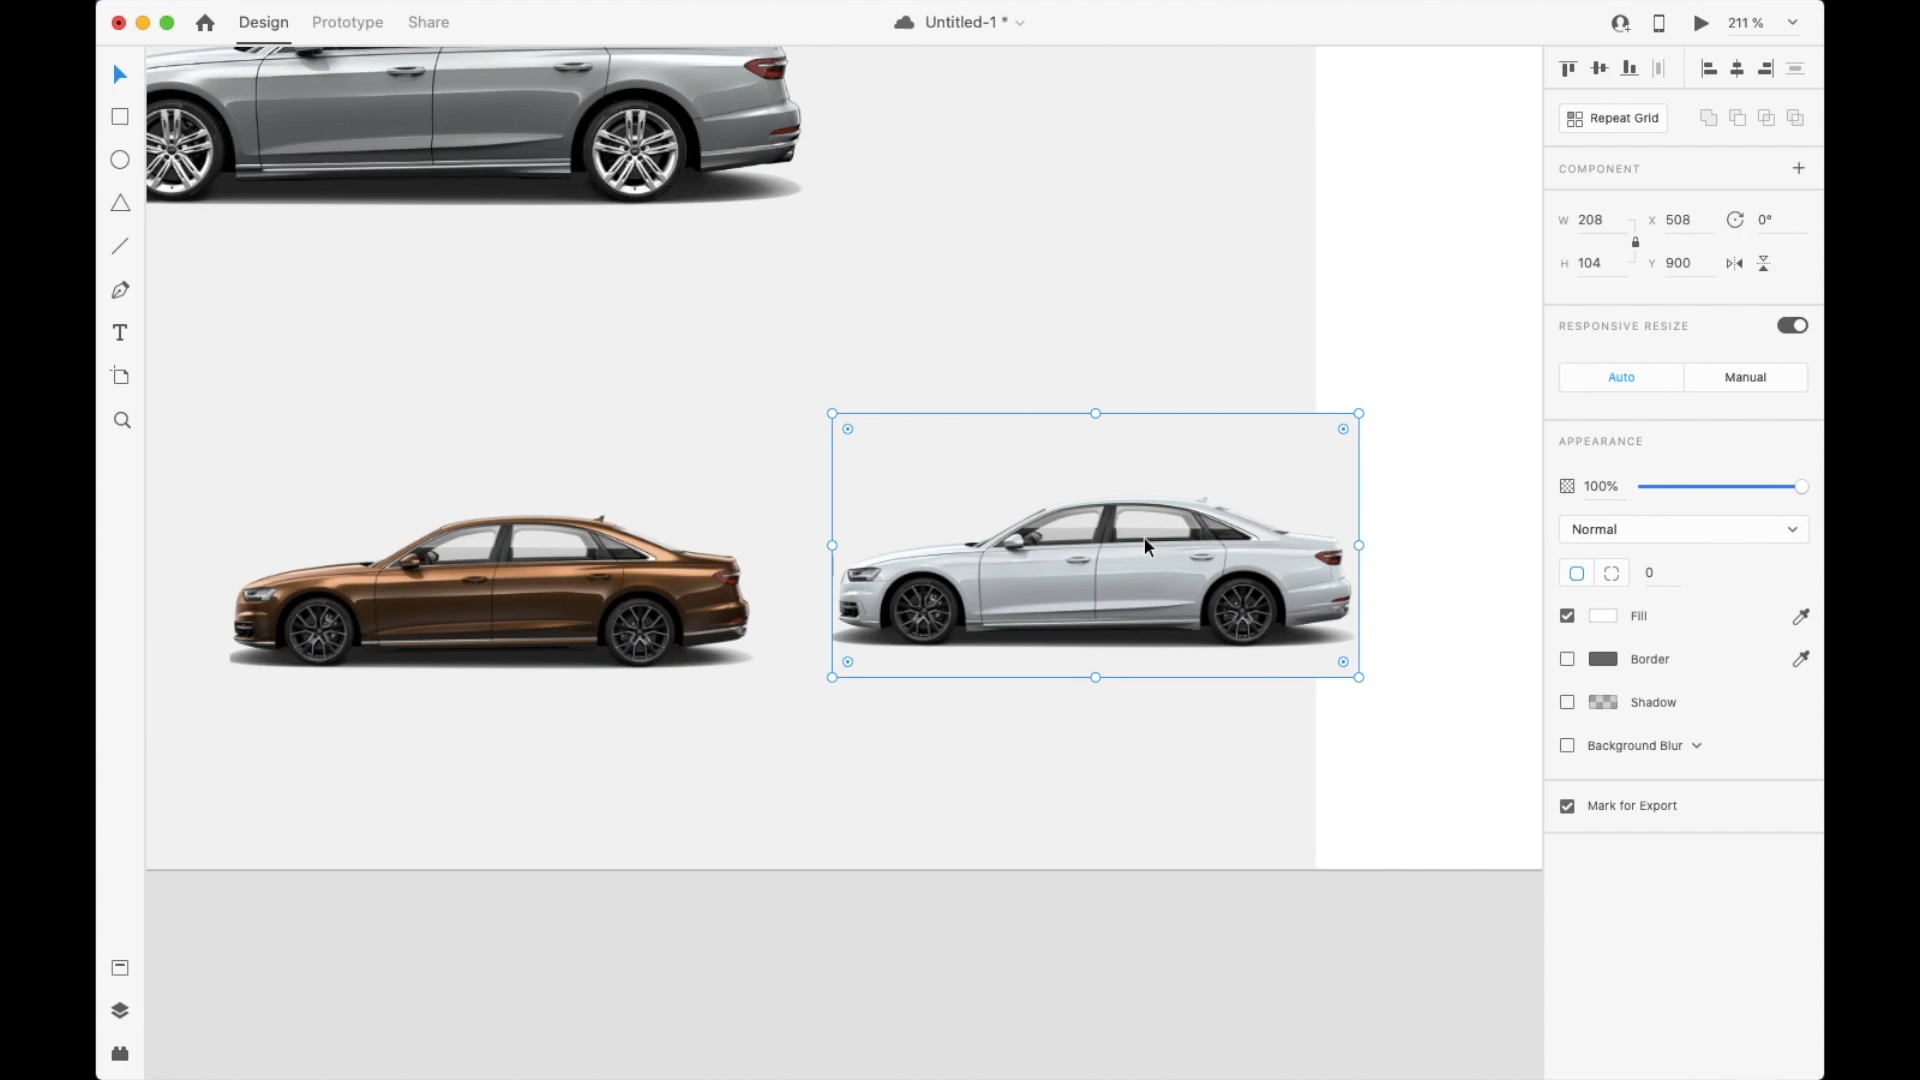 Design Prototype Share Untitled-1 * 211 %
Repeat Grid
COMPONENT
W 208 X 508 0°
H 104 Y 900
RESPONSIVE RESIZE
Auto Manual
APPEARANCE
100%
Normal
0
Fill
Border
Shadow
Background Blur
Mark for Export
T